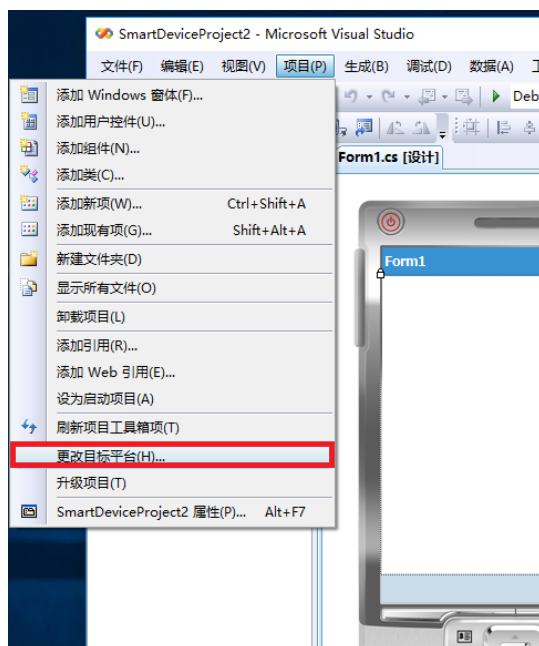 SmartDeviceProject2 - Microsoft Visual Studio
文件(F) 编辑(E) 视图(V) 项目(P) 生成(B) 调试(D) 数据(A)
添加 Windows 窗体(F)...
Deb
添加用户控件(U)...
添加组件(N)...
Form1.cs [设计]
添加类(C)...
添加新项(W)... Ctrl+Shift+A
添加现有项(G)... Shift+Alt+A
新建文件夹(D)
Form1
显示所有文件(O)
卸载项目(L)
添加引用(R)...
添加 Web 引用(E)...
设为启动项目(A)
刷新项目工具箱项(T)
更改目标平台(H)...
升级项目(T)
SmartDeviceProject2 属性(P)... Alt+F7